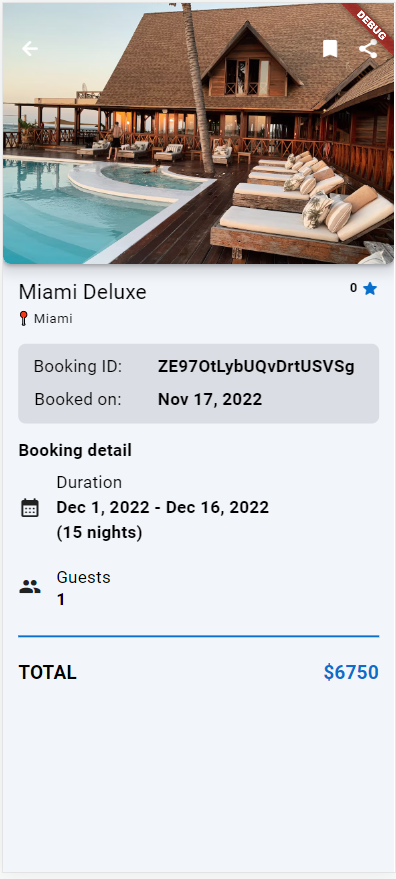 DEBUG
Miami Deluxe
0
Miami
Booking ID: ZE97OtLybUQvDrtUSVSg
Booked on: Nov 17, 2022
Booking detail
Duration
Dec 1, 2022 - Dec 16, 2022
(15 nights)
Guests
1
TOTAL $6750